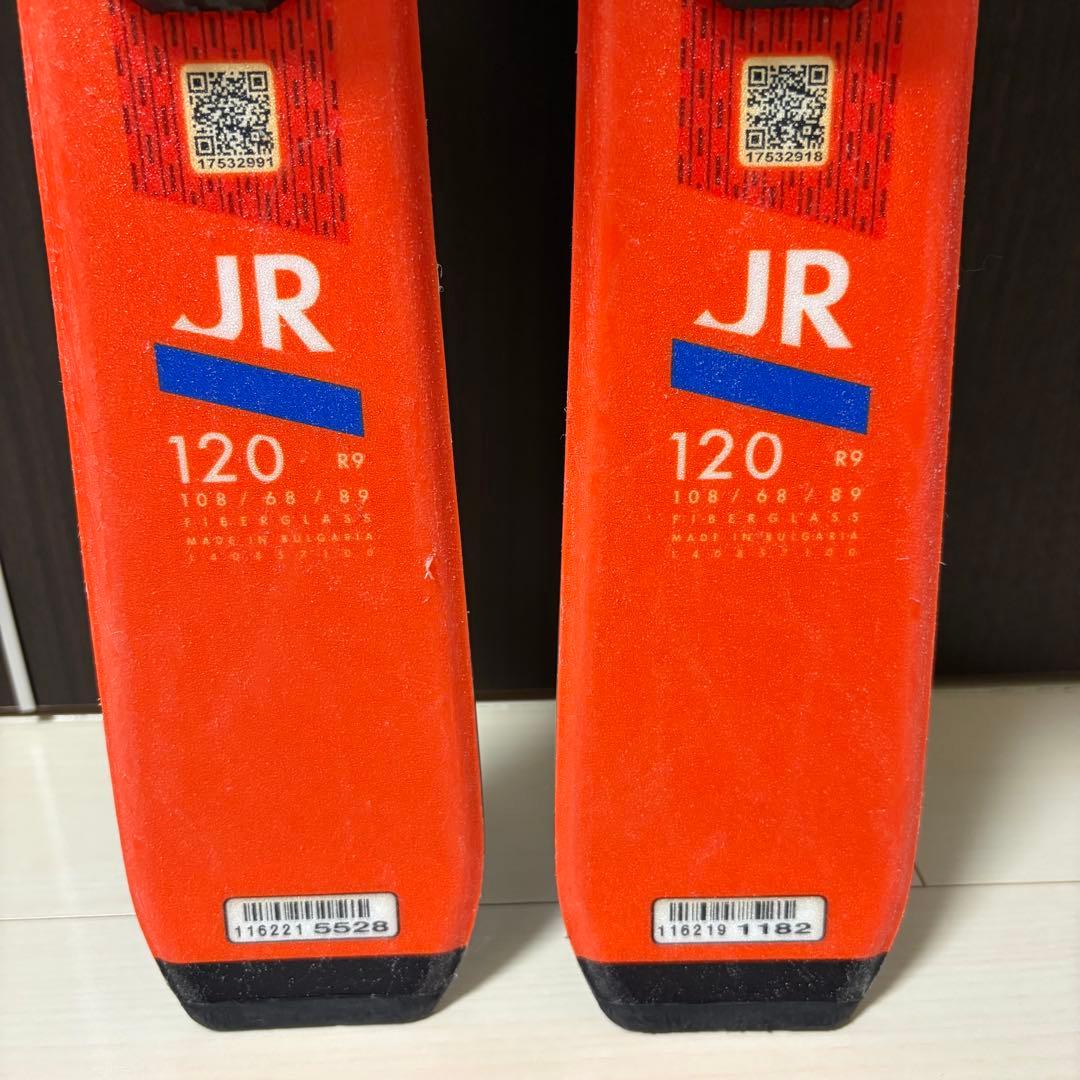 17532991
JR
120 R9
108 / 68 / 89
FIBERGLASS
MADE IN BULGARIA
116221 5528
17532918
JR
120 R9
108 / 68 / 89
FIBERGLASS
MADE IN BULGARIA
116219 1182